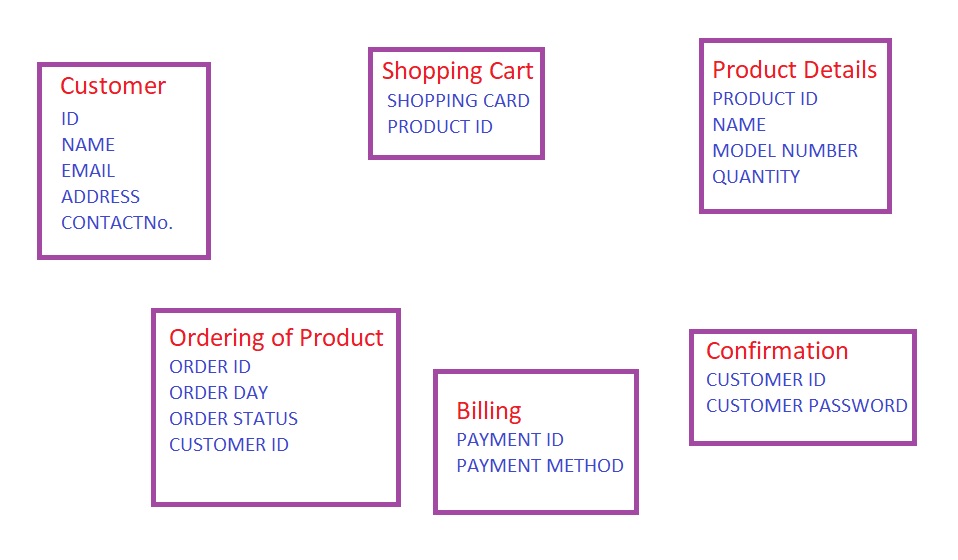 Customer
ID
NAME
EMAIL
ADDRESS
CONTACTNo.
Shopping Cart
SHOPPING CARD
PRODUCT ID
Product Details
PRODUCT ID
NAME
MODEL NUMBER
QUANTITY
Ordering of Product
ORDER ID
ORDER DAY
ORDER STATUS
CUSTOMER ID
Billing
PAYMENT ID
PAYMENT METHOD
Confirmation
CUSTOMER ID
CUSTOMER PASSWORD